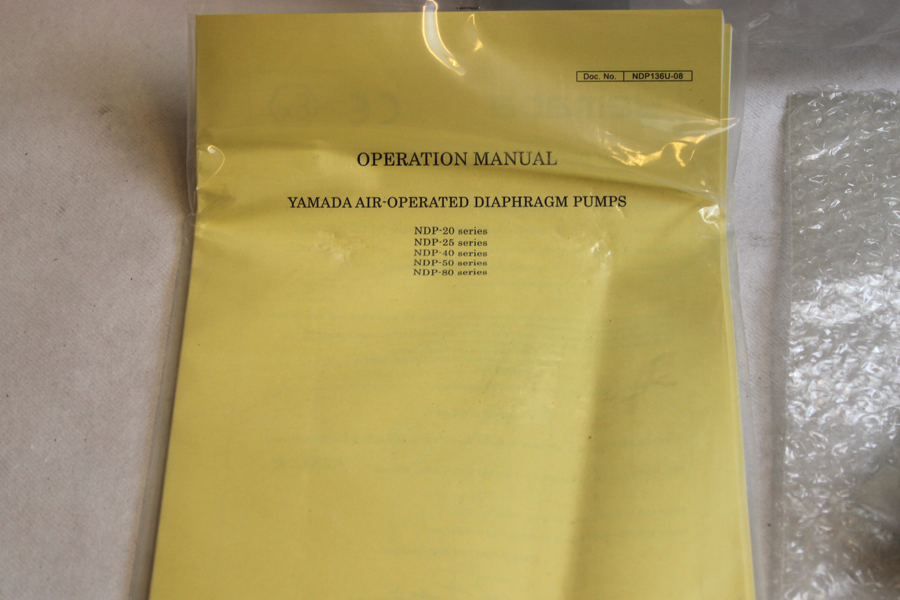 Doc. No. NDP136U-08
OPERATION MANUAL
YAMADA AIR-OPERATED DIAPHRAGM PUMPS
NDP-20 series
NDP-25 series
NDP-40 series
NDP-50 series
NDP-80 series